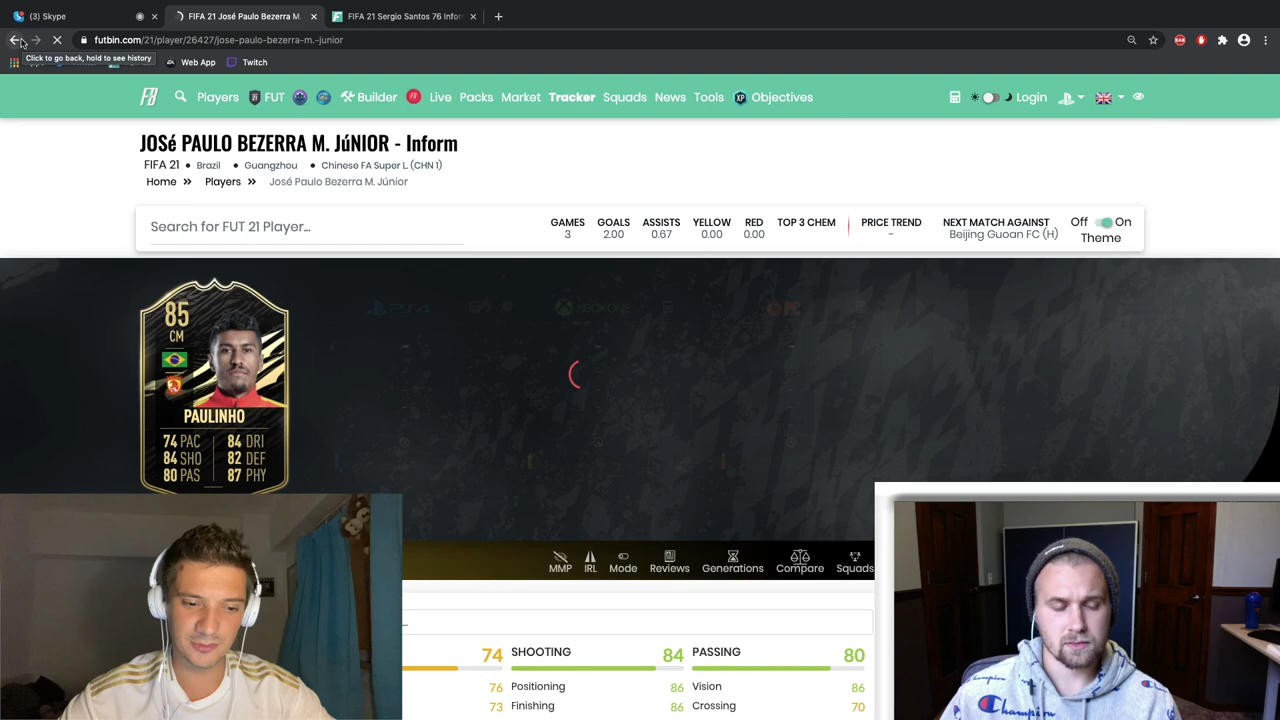 (3) Skype
FIFA 21 José Paulo Bezerra M.
FIFA 21 Sergio Santos 76 Infor
futbin.com/21/player/26427/jose-paulo-bezerra-m.-junior
Click to go back, hold to see history
Web App
Twitch
Players
FUT
Builder
Live
Packs
Market
Tracker
Squads
News
Tools
Objectives
Login
JOSé PAULO BEZERRA M. JúNIOR - Inform
FIFA 21 • Brazil • Guangzhou • Chinese FA Super L. (CHN 1)
Home » Players » José Paulo Bezerra M. Júnior
Search for FUT 21 Player...
GAMES
3
GOALS
2.00
ASSISTS
0.67
YELLOW
0.00
RED
0.00
TOP 3 CHEM
PRICE TREND
-
NEXT MATCH AGAINST
Beijing Guoan FC (H)
Off On
Theme
PS4
XBOX ONE
85
CM
PAULINHO
74 PAC 84 DRI
84 SHO 82 DEF
80 PAS 87 PHY
MMP
IRL
Mode
Reviews
Generations
Compare
Squads
74
SHOOTING 84
PASSING 80
76
Positioning 86
Vision 86
73
Finishing 86
Crossing 70
Champion
Champion